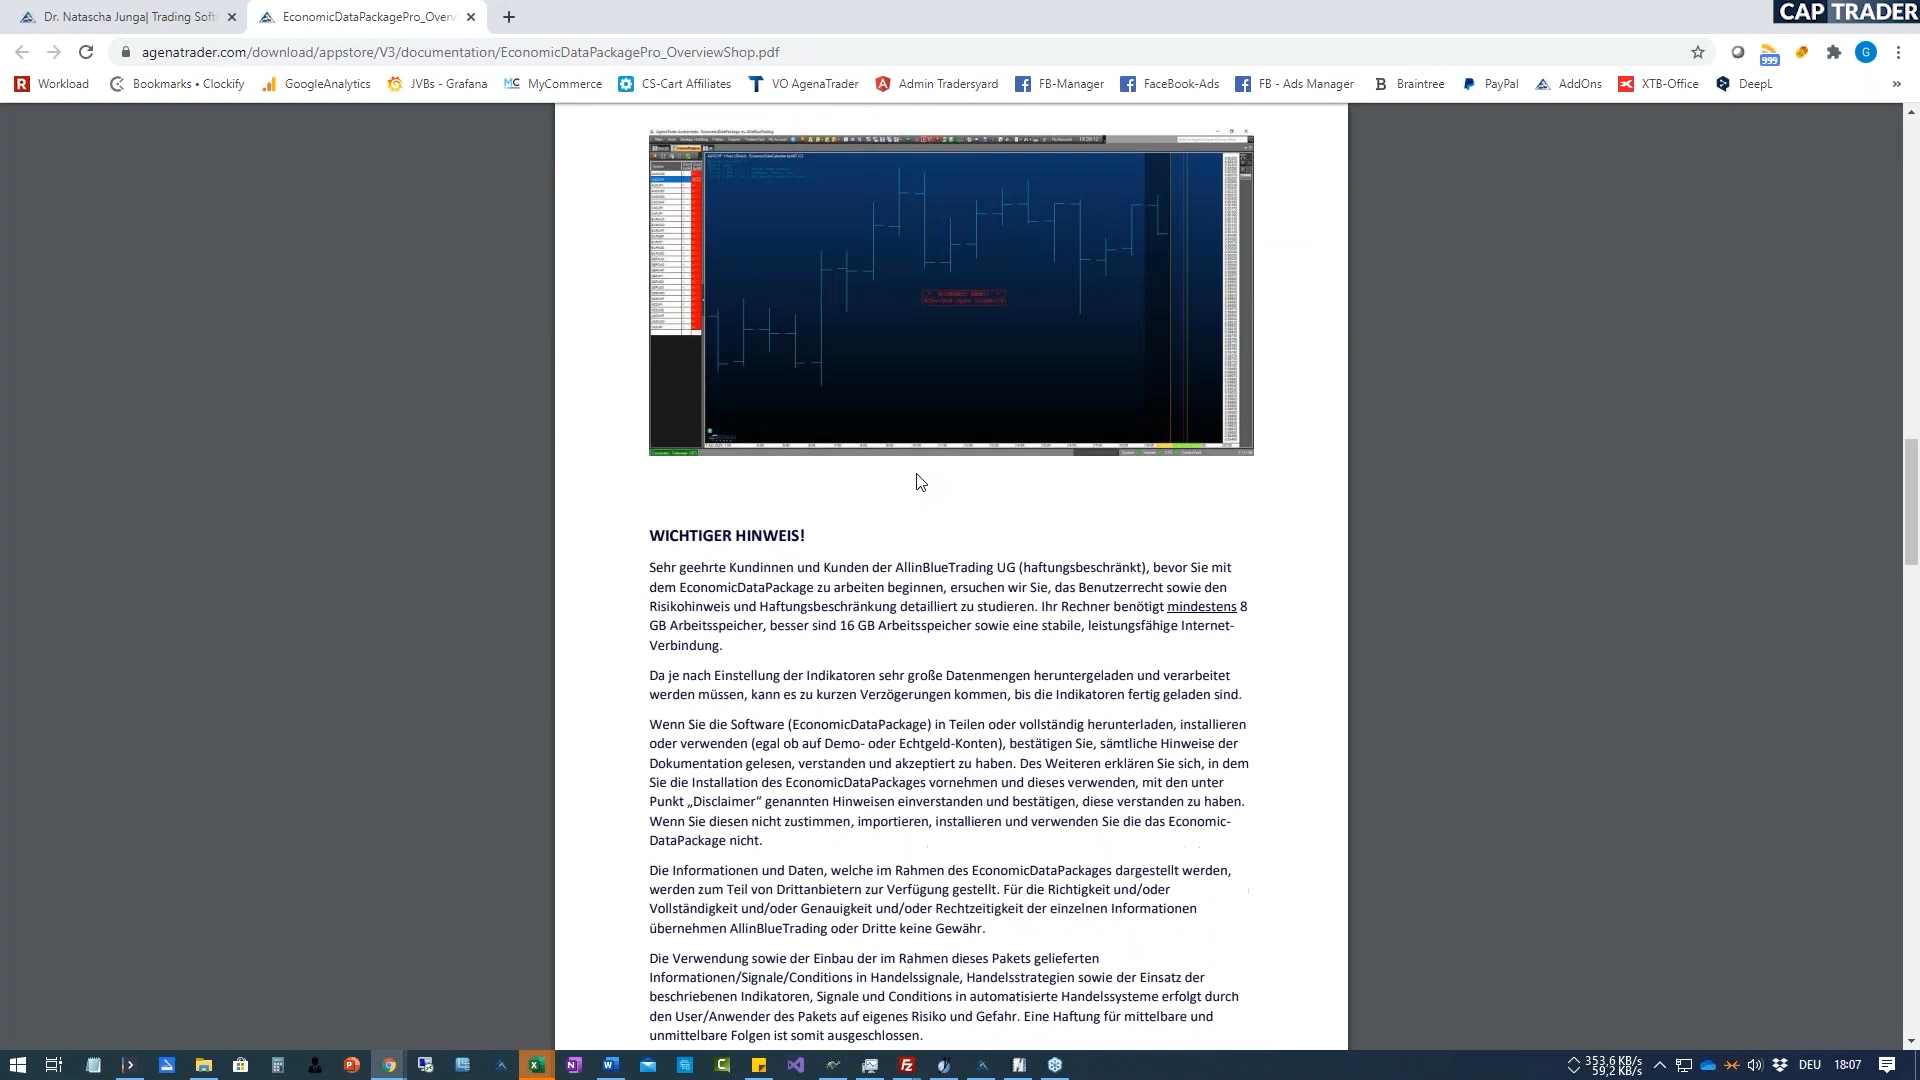 Dr. Natascha Junga| Trading Soft
EconomicDataPackagePro_Overv
CAP TRADER
agenatrader.com/download/appstore/V3/documentation/EconomicDataPackagePro_OverviewShop.pdf
999
G
Workload
Bookmarks • Clockify
GoogleAnalytics
JVBs - Grafana
MyCommerce
CS-Cart Affiliates
VO AgenaTrader
Admin Tradersyard
FB-Manager
FaceBook-Ads
FB - Ads Manager
Braintree
PayPal
AddOns
XTB-Office
DeepL
WICHTIGER HINWEIS!
Sehr geehrte Kundinnen und Kunden der AllinBlueTrading UG (haftungsbeschränkt), bevor Sie mit
dem EconomicDataPackage zu arbeiten beginnen, ersuchen wir Sie, das Benutzerrecht sowie den
Risikohinweis und Haftungsbeschränkung detailliert zu studieren. Ihr Rechner benötigt mindestens 8
GB Arbeitsspeicher, besser sind 16 GB Arbeitsspeicher sowie eine stabile, leistungsfähige Internet-
Verbindung.
Da je nach Einstellung der Indikatoren sehr große Datenmengen heruntergeladen und verarbeitet
werden müssen, kann es zu kurzen Verzögerungen kommen, bis die Indikatoren fertig geladen sind.
Wenn Sie die Software (EconomicDataPackage) in Teilen oder vollständig herunterladen, installieren
oder verwenden (egal ob auf Demo- oder Echtgeld-Konten), bestätigen Sie, sämtliche Hinweise der
Dokumentation gelesen, verstanden und akzeptiert zu haben. Des Weiteren erklären Sie sich, in dem
Sie die Installation des EconomicDataPackages vornehmen und dieses verwenden, mit den unter
Punkt „Disclaimer“ genannten Hinweisen einverstanden und bestätigen, diese verstanden zu haben.
Wenn Sie diesen nicht zustimmen, importieren, installieren und verwenden Sie die das Economic-
DataPackage nicht.
Die Informationen und Daten, welche im Rahmen des EconomicDataPackages dargestellt werden,
werden zum Teil von Drittanbietern zur Verfügung gestellt. Für die Richtigkeit und/oder
Vollständigkeit und/oder Genauigkeit und/oder Rechtzeitigkeit der einzelnen Informationen
übernehmen AllinBlueTrading oder Dritte keine Gewähr.
Die Verwendung sowie der Einbau der im Rahmen dieses Pakets gelieferten
Informationen/Signale/Conditions in Handelssignale, Handelsstrategien sowie der Einsatz der
beschriebenen Indikatoren, Signale und Conditions in automatisierte Handelssysteme erfolgt durch
den User/Anwender des Pakets auf eigenes Risiko und Gefahr. Eine Haftung für mittelbare und
unmittelbare Folgen ist somit ausgeschlossen.
353,6 KB/s
59,2 KB/s
DEU
18:07